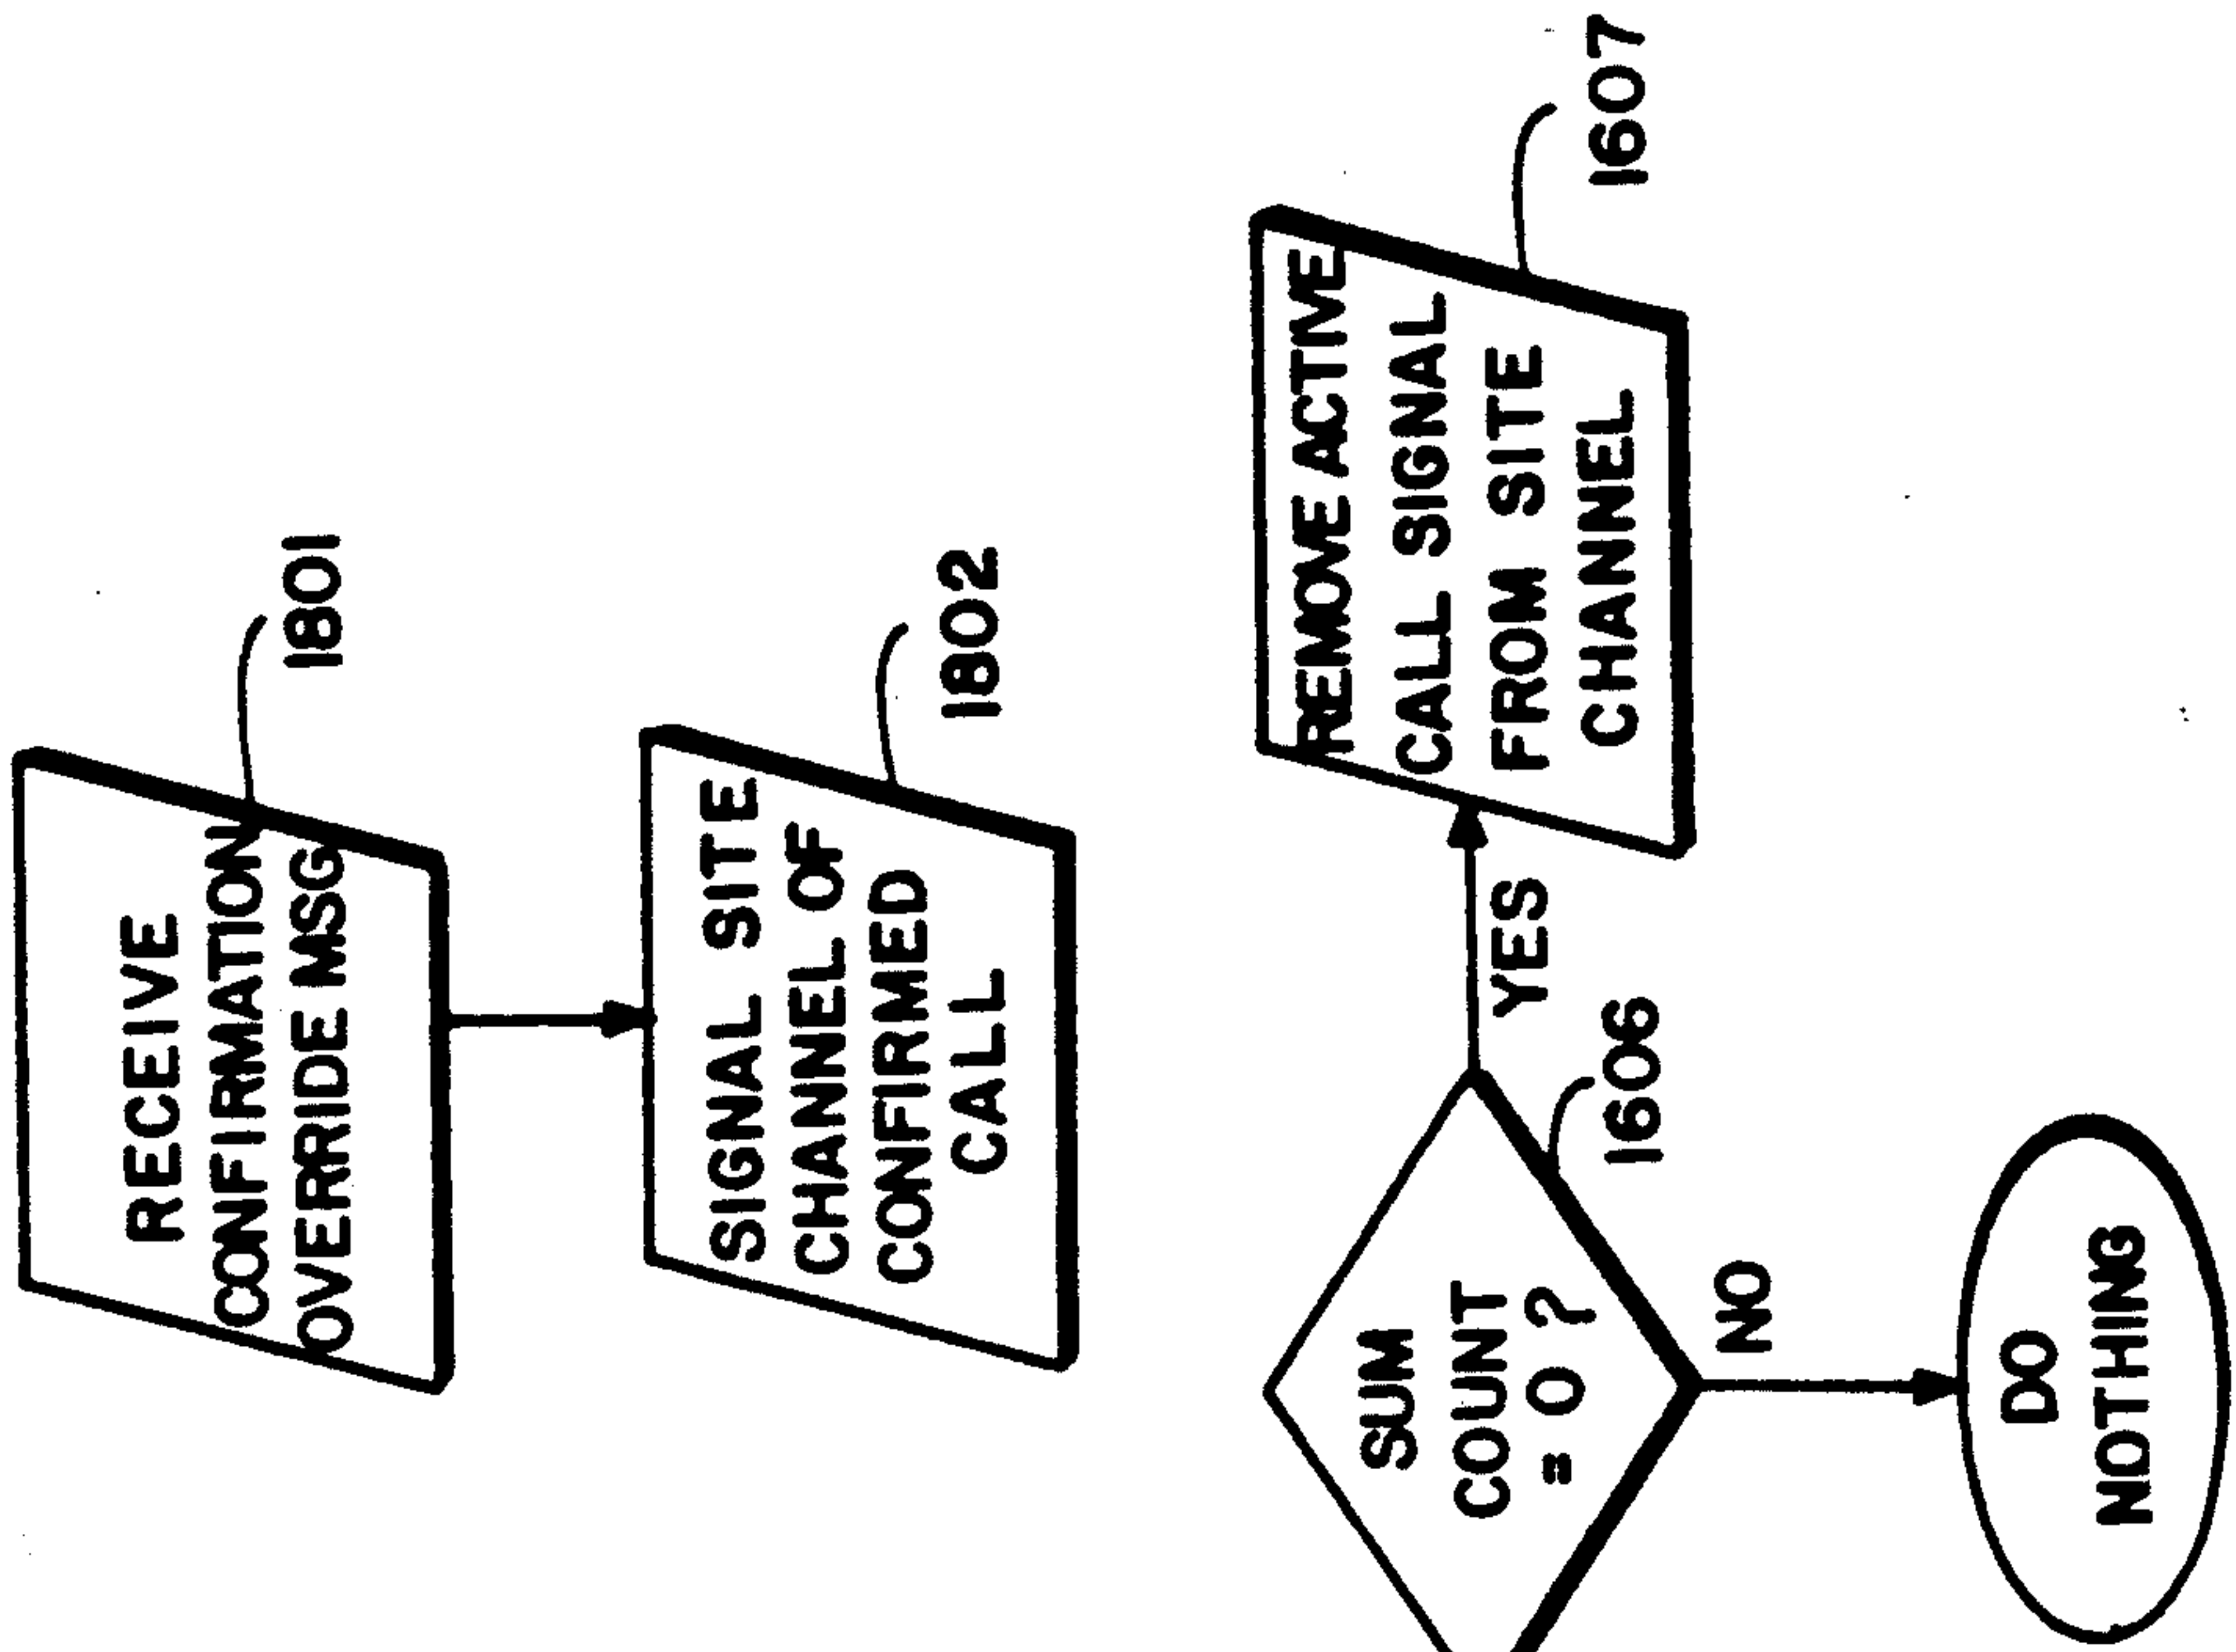 RECEIVE
CONFIRMATION
OVERRIDE MSG
1801
SIGNAL SITE
CHANNEL OF
CONFIRMED
CALL
1802
SUM
COUNT
= 0 ?
1606
YES
REMOVE ACTIVE
CALL SIGNAL
FROM SITE
CHANNEL
1607
NO
DO
NOTHING